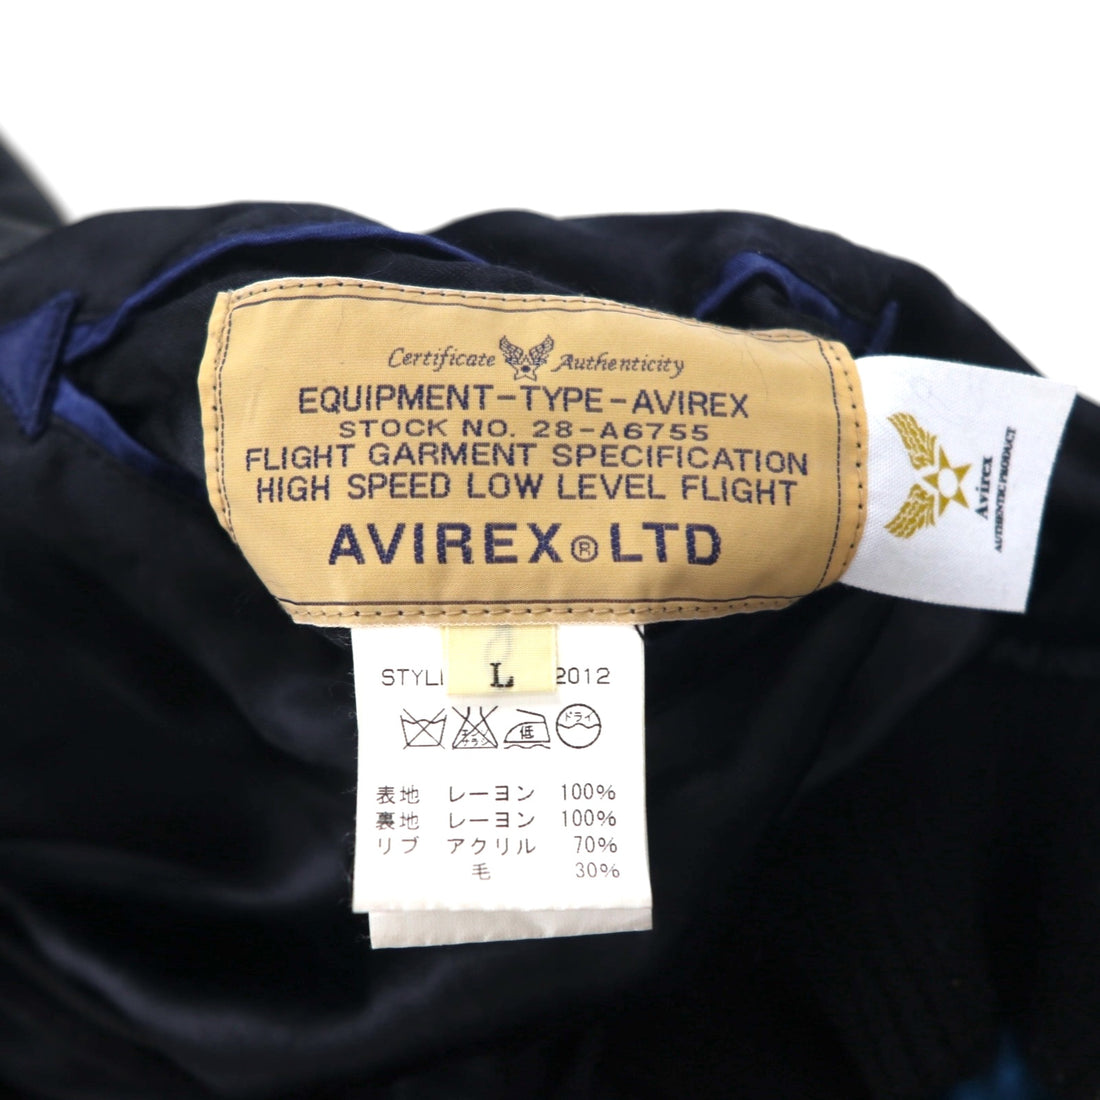 Certificate Authenticity
EQUIPMENT-TYPE-AVIREX
STOCK NO. 28-A6755
FLIGHT GARMENT SPECIFICATION
HIGH SPEED LOW LEVEL FLIGHT
AVIREX®LTD
Avirex
AUTHENTIC PRODUCT
L
STYL 2012
低 ドライ
表地 レーヨン 100%
裏地 レーヨン 100%
リブ アクリル 70%
毛 30%